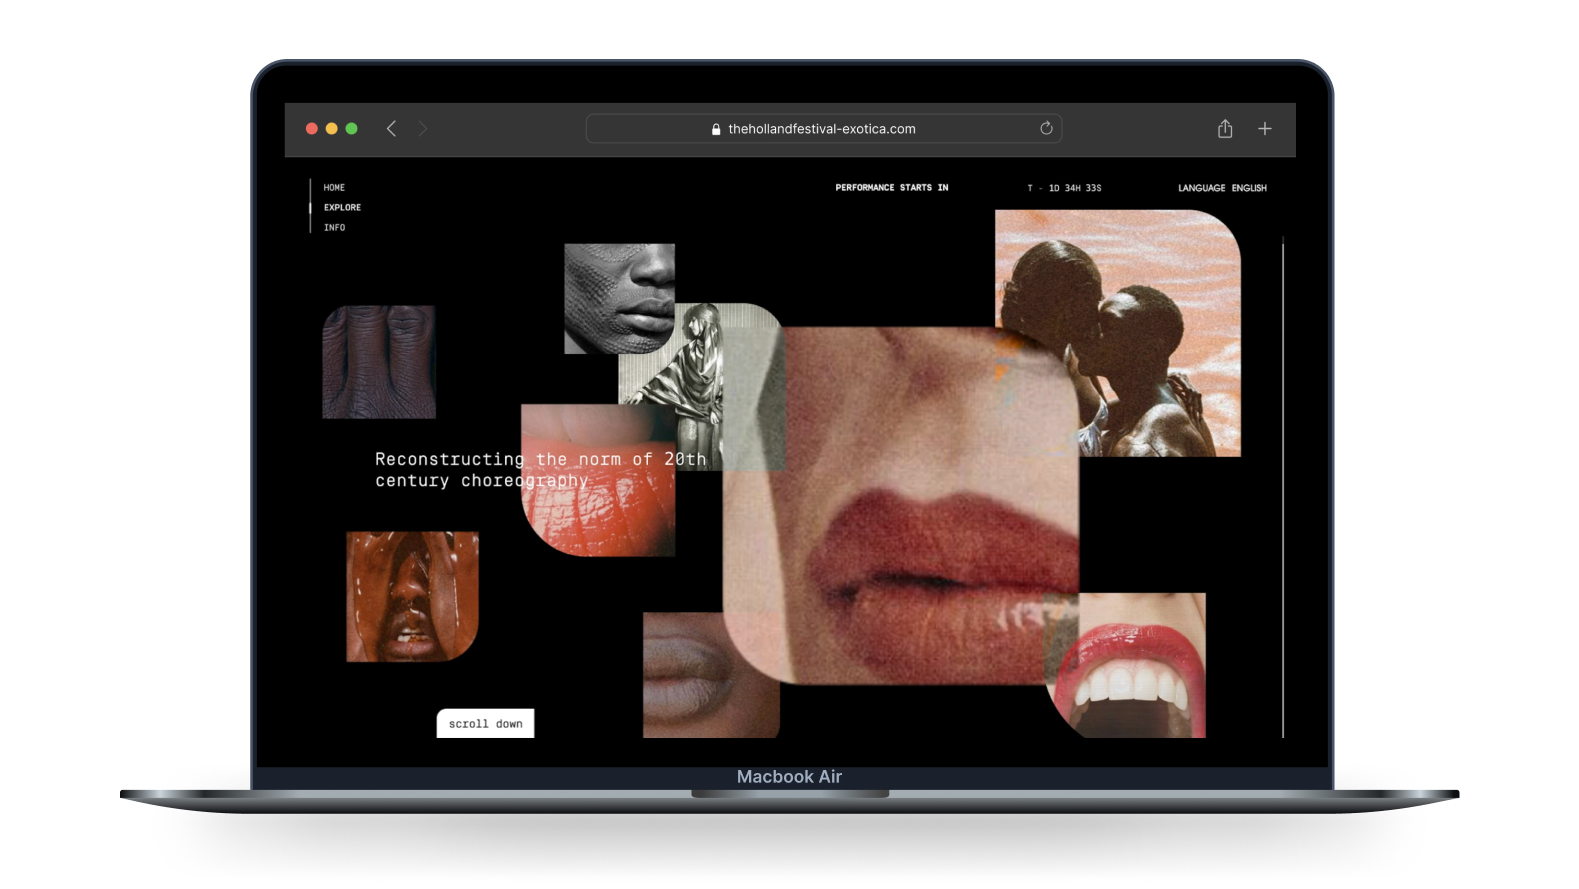 thehollandfestival-exotica.com
HOME
EXPLORE
INFO
PERFORMANCE STARTS IN
T - 1D 34H 33S
LANGUAGE ENGLISH
Reconstructing the norm of 20th
century choreography
scroll down
Macbook Air